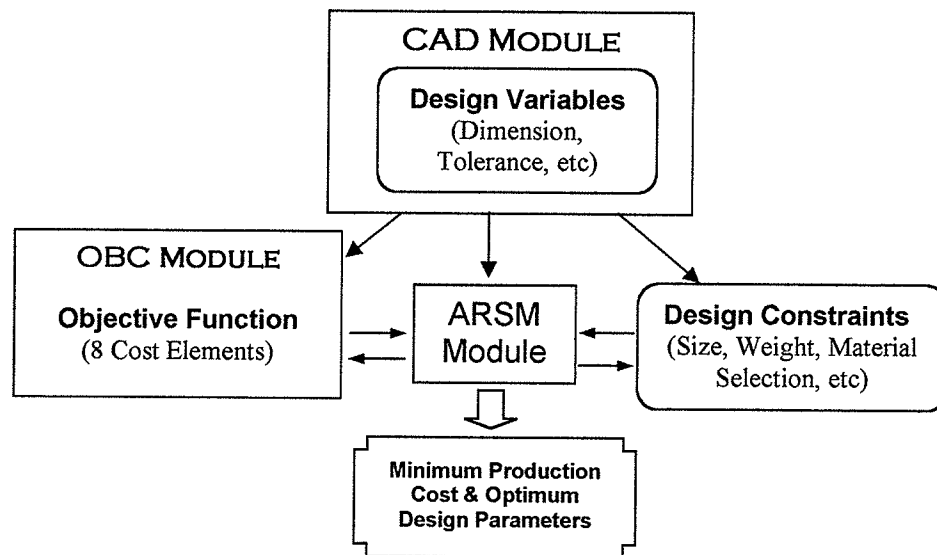 CAD MODULE
Design Variables
(Dimension,
Tolerance, etc)
OBC MODULE
Objective Function
(8 Cost Elements)
ARSM
Module
Design Constraints
(Size, Weight, Material
Selection, etc)
Minimum Production
Cost & Optimum
Design Parameters